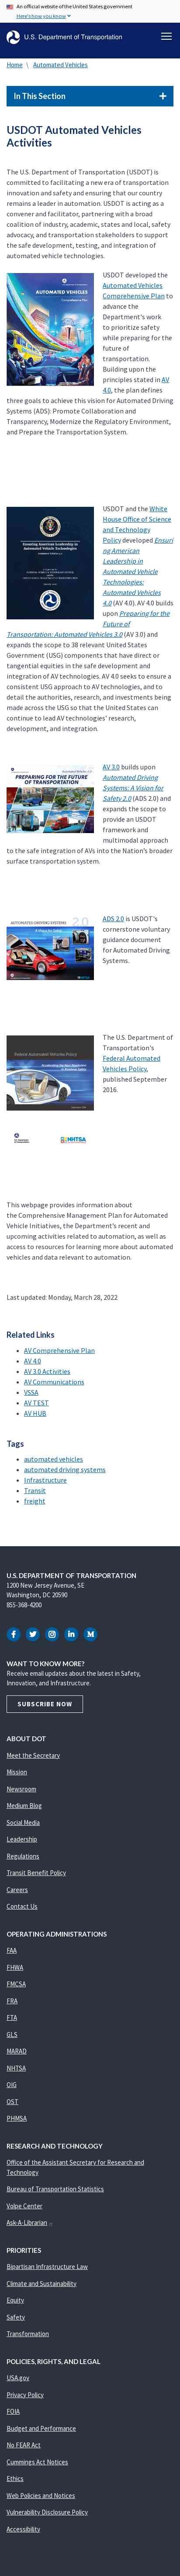 An official website of the United States government
Here's how you know
U.S. Department of Transportation
Home \ Automated Vehicles
In This Section +
USDOT Automated Vehicles
Activities
The U.S. Department of Transportation (USDOT) is
committed to facilitating a new era of transportation
innovation and safety and ensuring that our country
remains a leader in automation. USDOT is acting as a
convener and facilitator, partnering with a broad
coalition of industry, academic, states and local, safety
advocacy, and transportation stakeholders to support
the safe development, testing, and integration of
automated vehicle technologies.
AUTOMATED VEHICLES
Comprehensive Plan
USDOT developed the
Automated Vehicles
Comprehensive Plan to
advance the
Department's work
to prioritize safety
while preparing for the
future of
transportation.
Building upon the
principles stated in AV
4.0, the plan defines
three goals to achieve this vision for Automated Driving
Systems (ADS): Promote Collaboration and
Transparency, Modernize the Regulatory Environment,
and Prepare the Transportation System.
USDOT and the White
House Office of Science
and Technology
Policy developed Ensuri
ng American
Leadership in
Automated Vehicle
Technologies:
Automated Vehicles
4.0 (AV 4.0). AV 4.0 builds
upon Preparing for the
Future of
Transportation: Automated Vehicles 3.0 (AV 3.0) and
expands the scope to 38 relevant United States
Government (USG) components that have direct or
tangential equities in the safe development and
integration of AV technologies. AV 4.0 seeks to ensure a
consistent USG approach to AV technologies, and to
detail the authorities, research, and investments being
made across the USG so that the United States can
continue to lead AV technologies’ research,
development, and integration.
PREPARING FOR THE
FUTURE OF TRANSPORTATION
AV 3.0 builds upon
Automated Driving
Systems: A Vision for
Safety 2.0 (ADS 2.0) and
expands the scope to
provide an USDOT
framework and
multimodal approach
to the safe integration of AVs into the Nation’s broader
surface transportation system.
AUTOMATED DRIVING SYSTEMS 2.0
ADS 2.0 is USDOT's
cornerstone voluntary
guidance document
for Automated Driving
Systems.
Federal Automated Vehicles Policy
NHTSA
The U.S. Department of
Transportation's
Federal Automated
Vehicles Policy,
published September
2016.
This webpage provides information about
the Comprehensive Management Plan for Automated
Vehicle Initiatives, the Department’s recent and
upcoming activities related to automation, as well as
access to resources for learning more about automated
vehicles and data relevant to automation.
Last updated: Monday, March 28, 2022
Related Links
AV Comprehensive Plan
AV 4.0
AV 3.0 Activities
AV Communications
VSSA
AV TEST
AV HUB
Tags
automated vehicles
automated driving systems
Infrastructure
Transit
freight
U.S. DEPARTMENT OF TRANSPORTATION
1200 New Jersey Avenue, SE
Washington, DC 20590
855-368-4200
WANT TO KNOW MORE?
Receive email updates about the latest in Safety,
Innovation, and Infrastructure.
SUBSCRIBE NOW
ABOUT DOT
Meet the Secretary
Mission
Newsroom
Medium Blog
Social Media
Leadership
Regulations
Transit Benefit Policy
Careers
Contact Us
OPERATING ADMINISTRATIONS
FAA
FHWA
FMCSA
FRA
FTA
GLS
MARAD
NHTSA
OIG
OST
PHMSA
RESEARCH AND TECHNOLOGY
Office of the Assistant Secretary for Research and
Technology
Bureau of Transportation Statistics
Volpe Center
Ask-A-Librarian
PRIORITIES
Bipartisan Infrastructure Law
Climate and Sustainability
Equity
Safety
Transformation
POLICIES, RIGHTS, AND LEGAL
USA.gov
Privacy Policy
FOIA
Budget and Performance
No FEAR Act
Cummings Act Notices
Ethics
Web Policies and Notices
Vulnerability Disclosure Policy
Accessibility